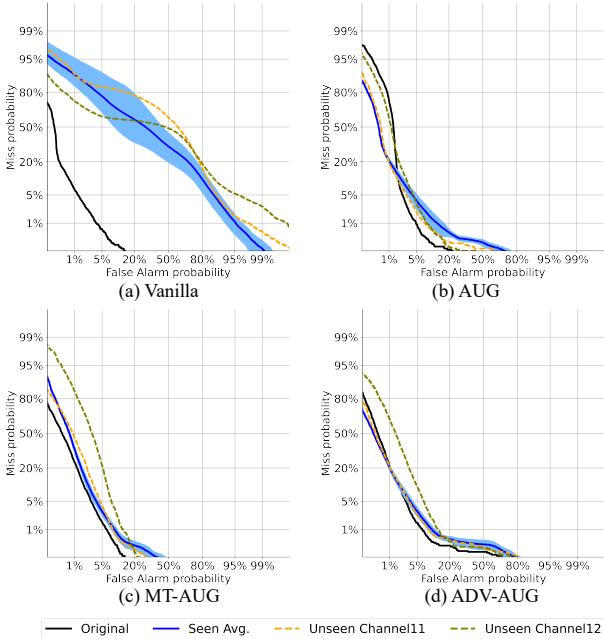 99%
95%
80%
50%
20%
5%
1%
Miss probability
1% 5% 20% 50% 80% 95% 99%
False Alarm probability
(a) Vanilla
99%
95%
80%
50%
20%
5%
1%
Miss probability
1% 5% 20% 50% 80% 95% 99%
False Alarm probability
(b) AUG
99%
95%
80%
50%
20%
5%
1%
Miss probability
1% 5% 20% 50% 80% 95% 99%
False Alarm probability
(c) MT-AUG
99%
95%
80%
50%
20%
5%
1%
Miss probability
1% 5% 20% 50% 80% 95% 99%
False Alarm probability
(d) ADV-AUG
Original Seen Avg. Unseen Channel11 Unseen Channel12